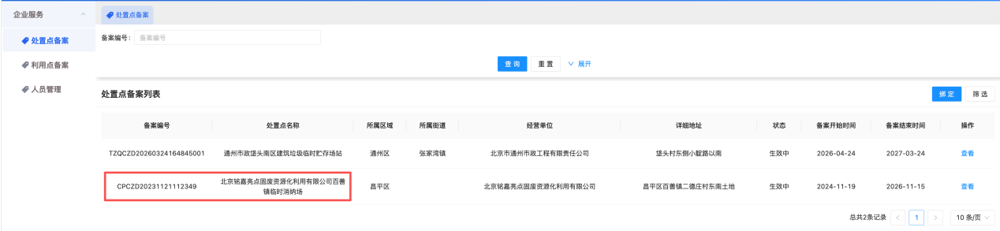 企业服务
处置点备案
处置点备案
利用点备案
人员管理
备案编号: 备案编号
查 询 重 置 展开
处置点备案列表 绑 定 筛 选
备案编号 处置点名称 所属区域 所属街道 经营单位 详细地址 状态 备案开始时间 备案结束时间 操作
TZQCZD20260324164845001 通州市政垡头南区建筑垃圾临时贮存场站 通州区 张家湾镇 北京市通州市政工程有限责任公司 垡头村东侧小靛路以南 生效中 2026-04-24 2027-03-24 查看
CPCZD20231121112349 北京铭嘉亮点固废资源化利用有限公司百善
镇临时消纳场 昌平区 北京铭嘉亮点固废资源化利用有限公司 昌平区百善镇二德庄村东南土地 生效中 2024-11-19 2026-11-15 查看
总共2条记录 1 10 条/页